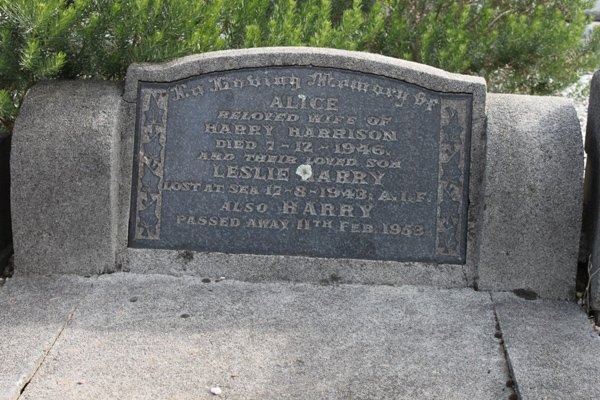 In Loving Memory of
ALICE
BELOVED WIFE OF
HARRY HARRISON
DIED 7-12-1946.
AND THEIR LOVED SON
LESLIE HARRY
LOST AT SEA 17-8-1943. A.I.F.
ALSO HARRY
PASSED AWAY 11TH FEB. 1953